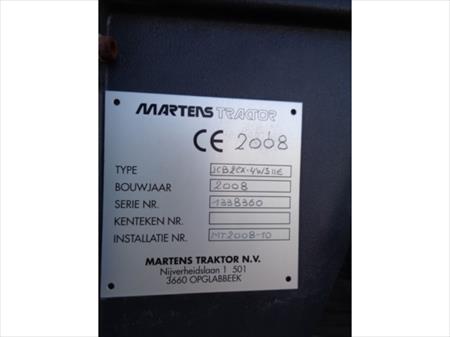 MARTENS TRAKTOR
CE 2008
TYPE JCB2CX-4WSIIE
BOUWJAAR 2008
SERIE NR. 1338360
KENTEKEN NR.
INSTALLATIE NR. MT2008-10
MARTENS TRAKTOR N.V.
Nijverheidslaan 1 501
3660 OPGLABBEEK